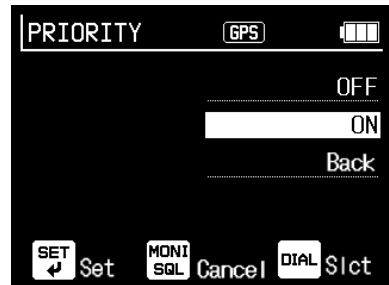 PRIORITY GPS
OFF
ON
Back
SET Set MONI SQL Cancel DIAL Slct